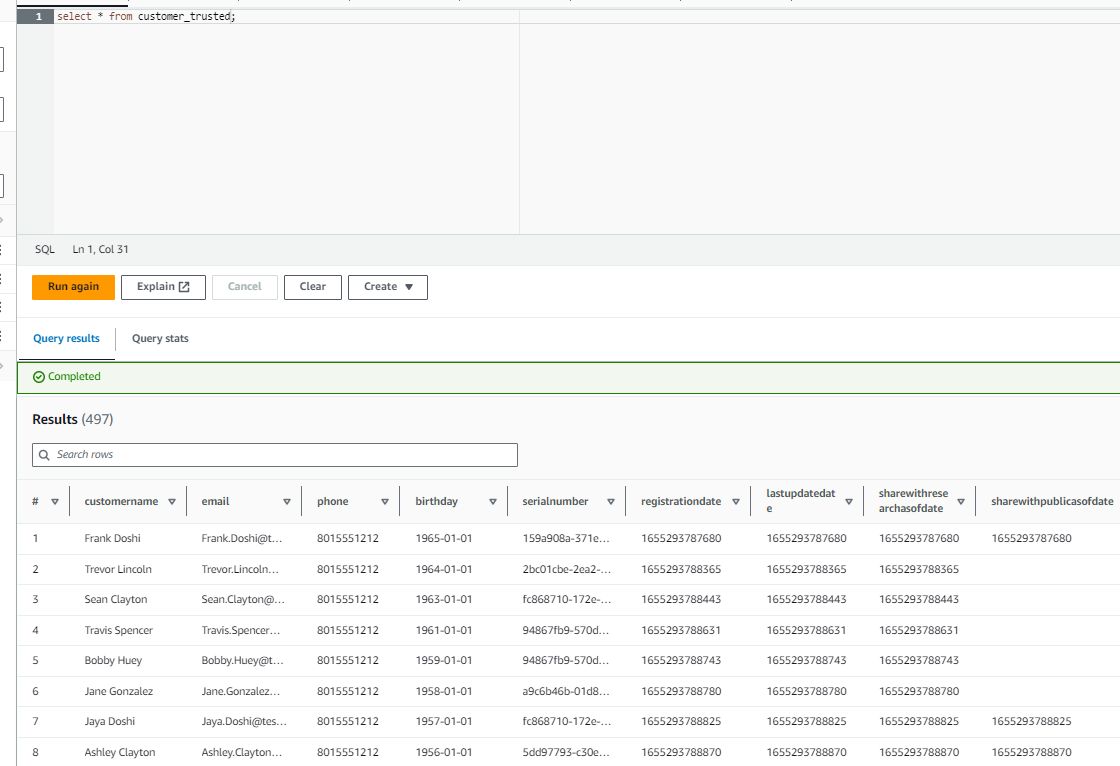 1 select * from customer_trusted;
SQL Ln 1, Col 31
Run again Explain Cancel Clear Create
Query results Query stats
Completed
Results (497)
Search rows
# customername email phone birthday serialnumber registrationdate lastupdatedat
e sharewithrese
archasofdate sharewithpublicasofdate
1 Frank Doshi Frank.Doshi@t... 8015551212 1965-01-01 159a908a-371e... 1655293787680 1655293787680 1655293787680 1655293787680
2 Trevor Lincoln Trevor.Lincoln... 8015551212 1964-01-01 2bc01cbe-2ea2-... 1655293788365 1655293788365 1655293788365
3 Sean Clayton Sean.Clayton@... 8015551212 1963-01-01 fc868710-172e-... 1655293788443 1655293788443 1655293788443
4 Travis Spencer Travis.Spencer... 8015551212 1961-01-01 94867fb9-570d... 1655293788631 1655293788631 1655293788631
5 Bobby Huey Bobby.Huey@t... 8015551212 1959-01-01 94867fb9-570d... 1655293788743 1655293788743 1655293788743
6 Jane Gonzalez Jane.Gonzalez... 8015551212 1958-01-01 a9c6b46b-01d8... 1655293788780 1655293788780 1655293788780
7 Jaya Doshi Jaya.Doshi@tes... 8015551212 1957-01-01 fc868710-172e-... 1655293788825 1655293788825 1655293788825 1655293788825
8 Ashley Clayton Ashley.Clayton... 8015551212 1956-01-01 5dd97793-c30e... 1655293788870 1655293788870 1655293788870 1655293788870